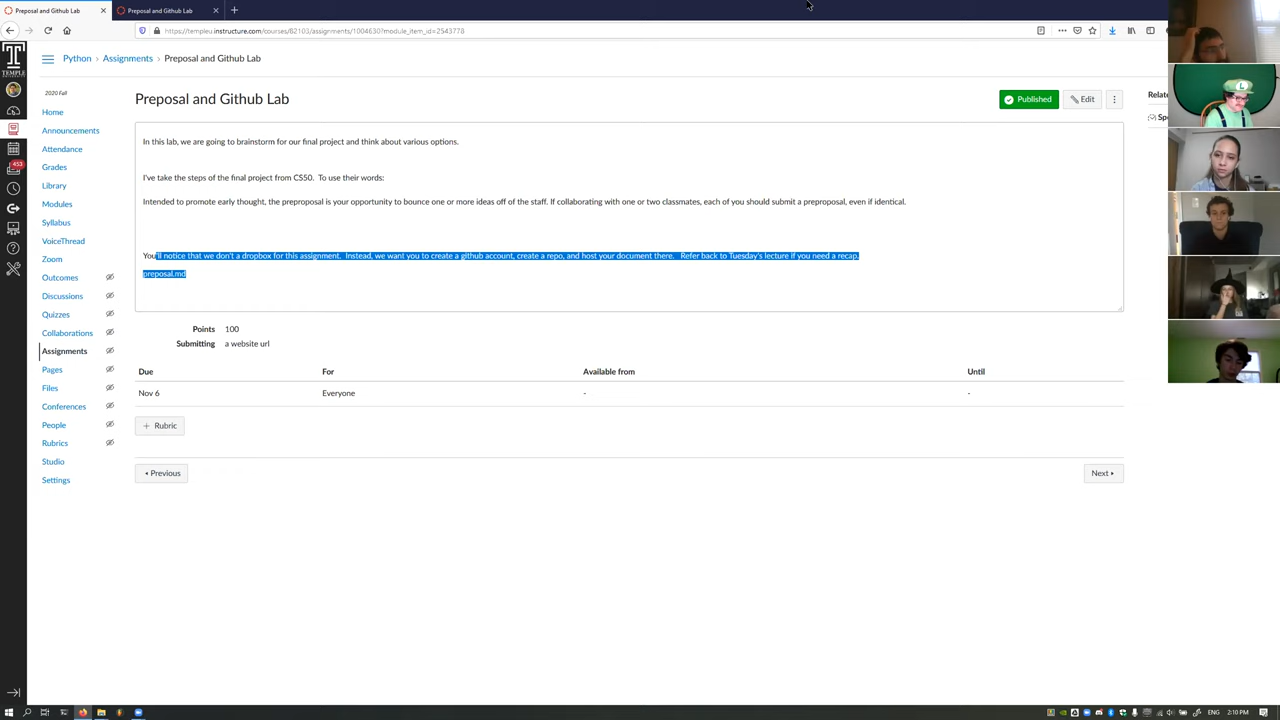 Preposal and Github Lab
Preposal and Github Lab
https://templeu.instructure.com/courses/82103/assignments/1004630?module_item_id=2543778
Python › Assignments › Preposal and Github Lab
2020 Fall
Home
Announcements
Attendance
Grades
Library
Modules
Syllabus
VoiceThread
Zoom
Outcomes
Discussions
Quizzes
Collaborations
Assignments
Pages
Files
Conferences
People
Rubrics
Studio
Settings
453
TEMPLE
Preposal and Github Lab
Published
Edit
Relate
Spe
In this lab, we are going to brainstorm for our final project and think about various options.
I've take the steps of the final project from CS50. To use their words:
Intended to promote early thought, the preproposal is your opportunity to bounce one or more ideas off of the staff. If collaborating with one or two classmates, each of you should submit a preproposal, even if identical.
You'll notice that we don't a dropbox for this assignment. Instead, we want you to create a github account, create a repo, and host your document there. Refer back to Tuesday's lecture if you need a recap.
preposal.md
Points 100
Submitting a website url
Due For Available from Until
Nov 6 Everyone - -
+ Rubric
◂ Previous
Next ▸
L
ENG 2:10 PM